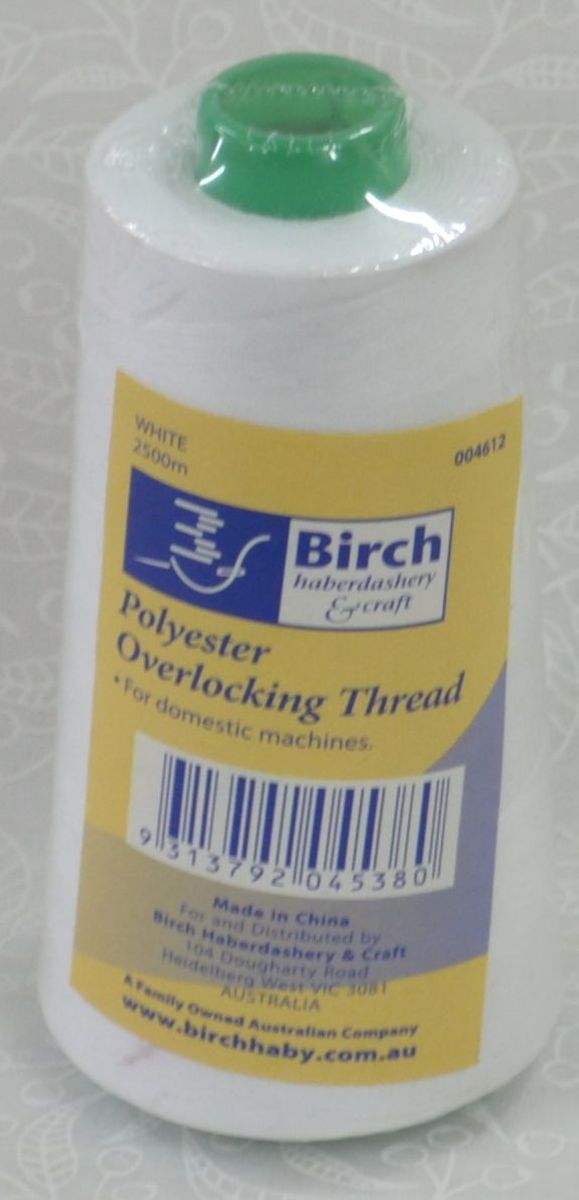 WHITE
2500m
004612
Birch
haberdashery
& craft
Polyester
Overlocking Thread
• For domestic machines.
9 313792 045380
Made in China
For and Distributed by
Birch Haberdashery & Craft
104 Dougharty Road
Heidelberg West VIC 3081
AUSTRALIA
A Family Owned Australian Company
www.birchhaby.com.au